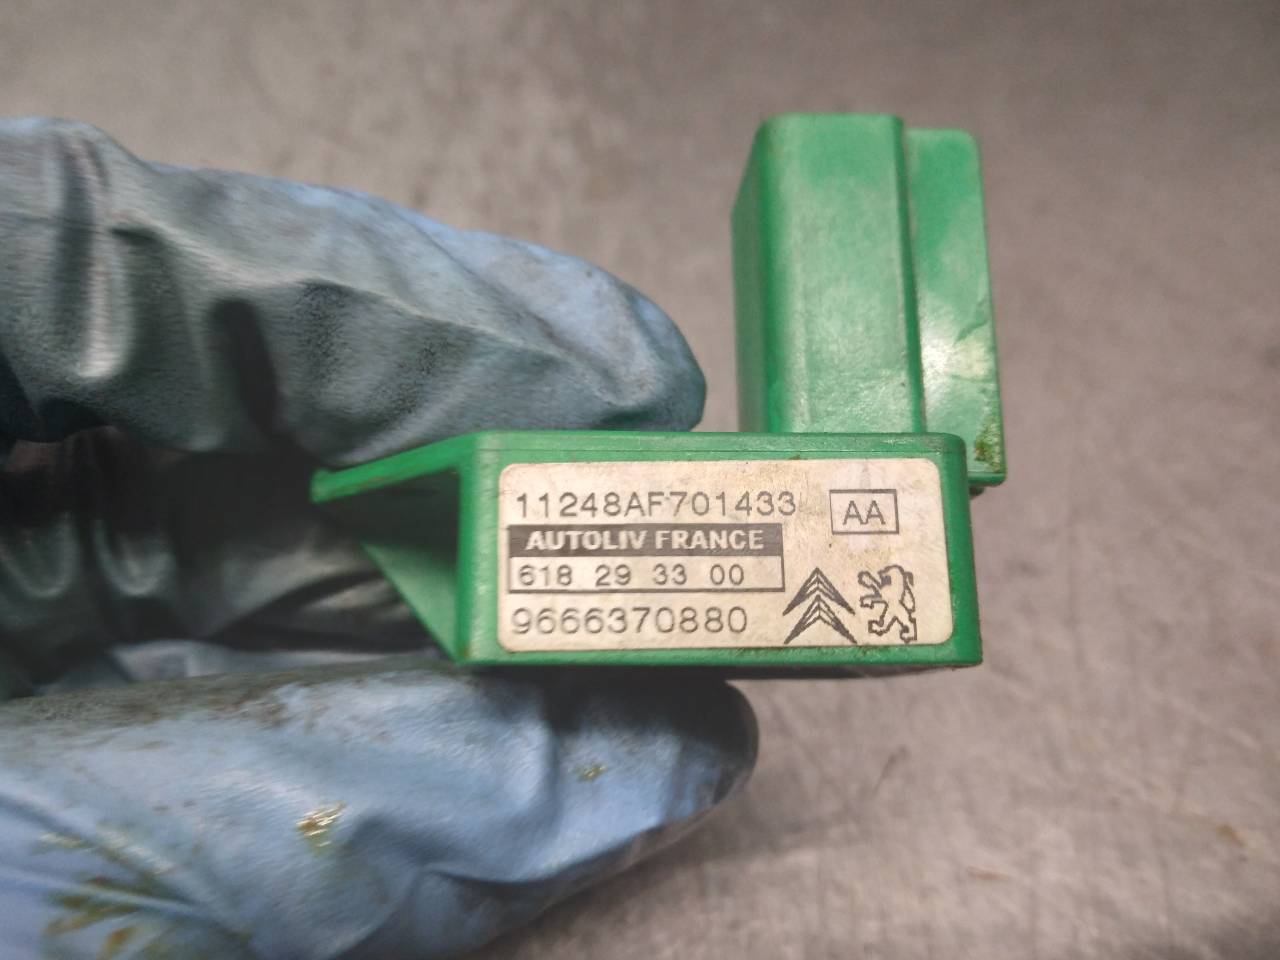 11248AF701433
AA
AUTOLIV FRANCE
618 29 33 00
9666370880